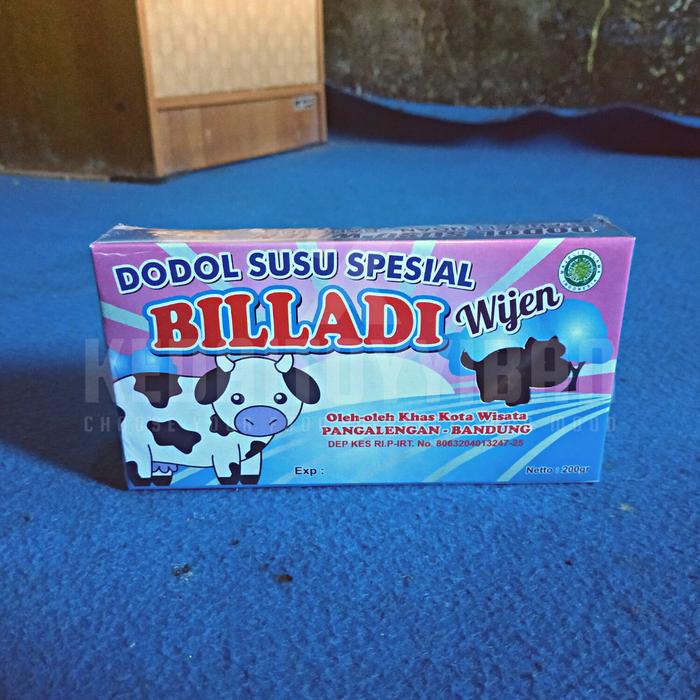 DODOL SUSU SPESIAL
BILLADI Wijen
Oleh-oleh Khas Kota Wisata
PANGALENGAN - BANDUNG
DEP KES RI.P-IRT. No. 8063204013247-25
Exp :
Netto : 200gr